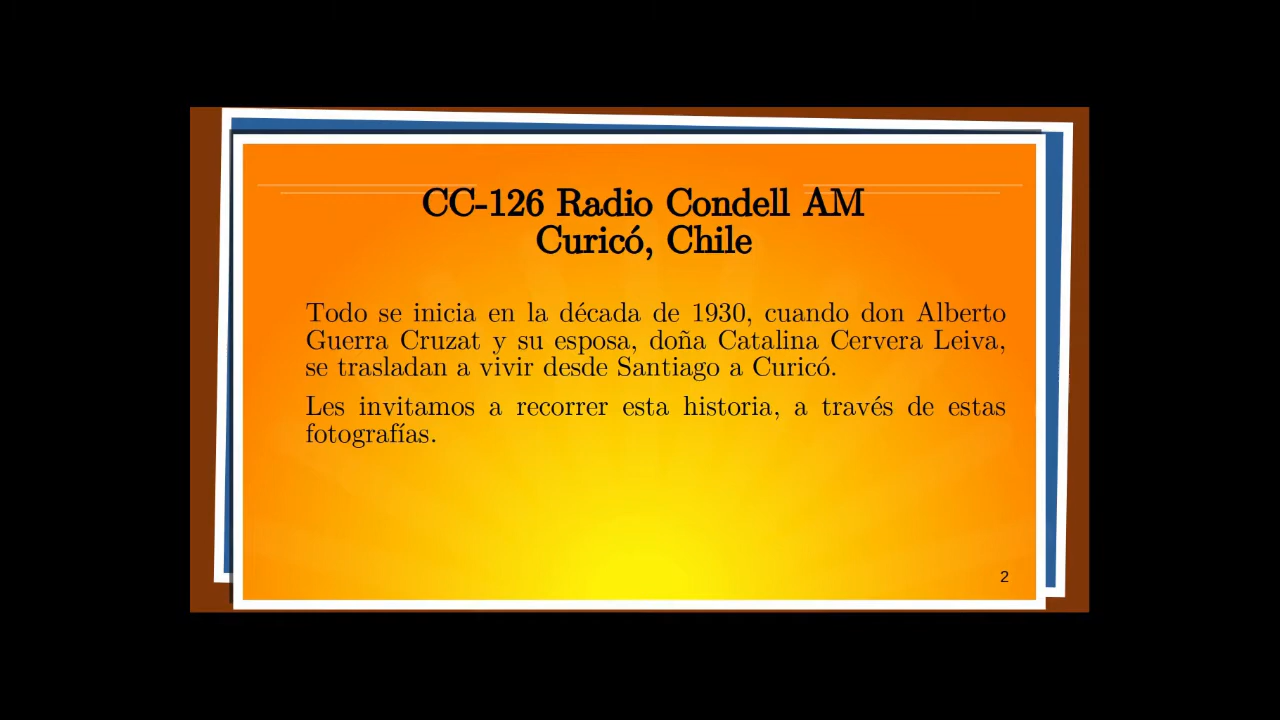 CC-126 Radio Condell AM
Curicó, Chile
Todo se inicia en la década de 1930, cuando don Alberto
Guerra Cruzat y su esposa, doña Catalina Cervera Leiva,
se trasladan a vivir desde Santiago a Curicó.
Les invitamos a recorrer esta historia, a través de estas
fotografías.
2